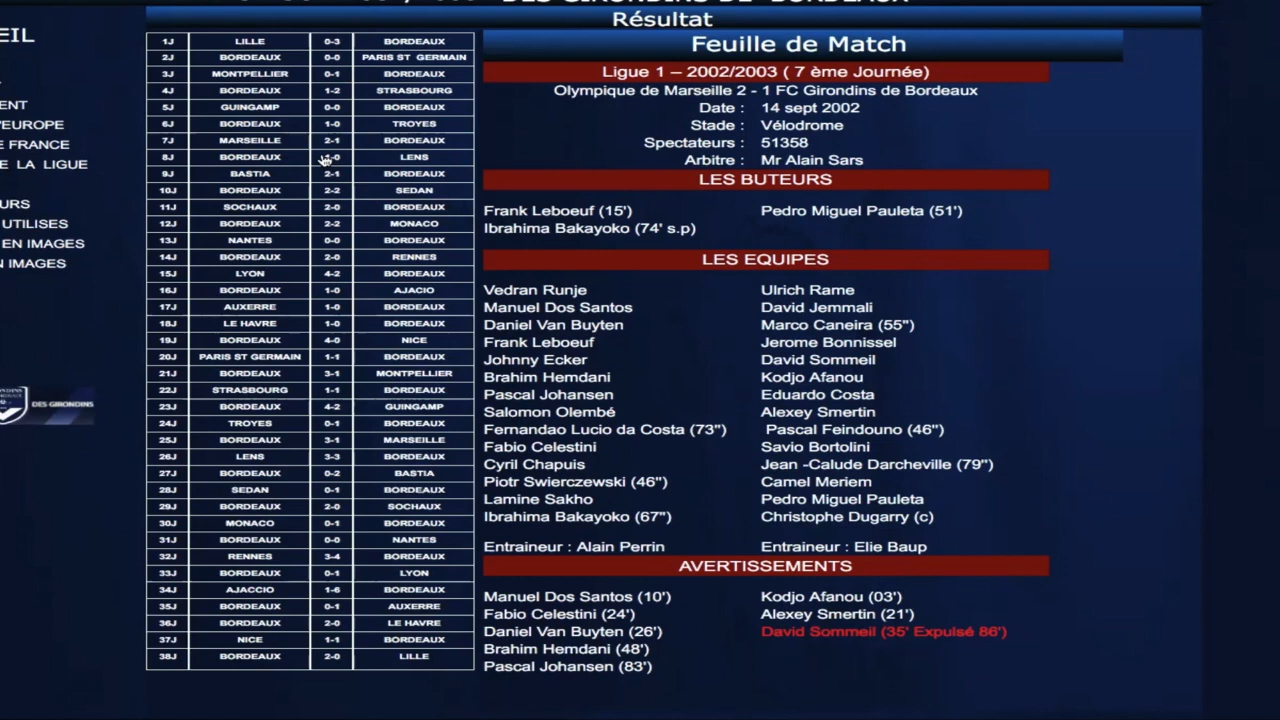 DES GIRONDINS DE BORDEAUX
Résultat
EIL
ENT
'EUROPE
E FRANCE
E LA LIGUE
URS
UTILISES
EN IMAGES
N IMAGES
DES GIRONDINS
1J LILLE 0-3 BORDEAUX
2J BORDEAUX 0-0 PARIS ST GERMAIN
3J MONTPELLIER 0-1 BORDEAUX
4J BORDEAUX 1-2 STRASBOURG
5J GUINGAMP 0-0 BORDEAUX
6J BORDEAUX 1-0 TROYES
7J MARSEILLE 2-1 BORDEAUX
8J BORDEAUX -0 LENS
9J BASTIA 2-1 BORDEAUX
10J BORDEAUX 2-2 SEDAN
11J SOCHAUX 2-0 BORDEAUX
12J BORDEAUX 2-2 MONACO
13J NANTES 0-0 BORDEAUX
14J BORDEAUX 2-0 RENNES
15J LYON 4-2 BORDEAUX
16J BORDEAUX 1-0 AJACIO
17J AUXERRE 1-0 BORDEAUX
18J LE HAVRE 1-0 BORDEAUX
19J BORDEAUX 4-0 NICE
20J PARIS ST GERMAIN 1-1 BORDEAUX
21J BORDEAUX 3-1 MONTPELLIER
22J STRASBOURG 1-1 BORDEAUX
23J BORDEAUX 4-2 GUINGAMP
24J TROYES 0-1 BORDEAUX
25J BORDEAUX 3-1 MARSEILLE
26J LENS 3-3 BORDEAUX
27J BORDEAUX 0-2 BASTIA
28J SEDAN 0-1 BORDEAUX
29J BORDEAUX 2-0 SOCHAUX
30J MONACO 0-1 BORDEAUX
31J BORDEAUX 0-0 NANTES
32J RENNES 3-4 BORDEAUX
33J BORDEAUX 0-1 LYON
34J AJACCIO 1-6 BORDEAUX
35J BORDEAUX 0-1 AUXERRE
36J BORDEAUX 2-0 LE HAVRE
37J NICE 1-1 BORDEAUX
38J BORDEAUX 2-0 LILLE
Feuille de Match
Ligue 1 – 2002/2003 ( 7 ème Journée)
Olympique de Marseille 2 - 1 FC Girondins de Bordeaux
Date : 14 sept 2002
Stade : Vélodrome
Spectateurs : 51358
Arbitre : Mr Alain Sars
LES BUTEURS
Frank Leboeuf (15') Pedro Miguel Pauleta (51')
Ibrahima Bakayoko (74' s.p)
LES EQUIPES
Vedran Runje Ulrich Rame
Manuel Dos Santos David Jemmali
Daniel Van Buyten Marco Caneira (55'')
Frank Leboeuf Jerome Bonnissel
Johnny Ecker David Sommeil
Brahim Hemdani Kodjo Afanou
Pascal Johansen Eduardo Costa
Salomon Olembé Alexey Smertin
Fernandao Lucio da Costa (73'') Pascal Feindouno (46'')
Fabio Celestini Savio Bortolini
Cyril Chapuis Jean -Calude Darcheville (79'')
Piotr Swierczewski (46'') Camel Meriem
Lamine Sakho Pedro Miguel Pauleta
Ibrahima Bakayoko (67'') Christophe Dugarry (c)
Entraineur : Alain Perrin Entraineur : Elie Baup
AVERTISSEMENTS
Manuel Dos Santos (10') Kodjo Afanou (03')
Fabio Celestini (24') Alexey Smertin (21')
Daniel Van Buyten (26') David Sommeil (35' Expulsé 86')
Brahim Hemdani (48')
Pascal Johansen (83')